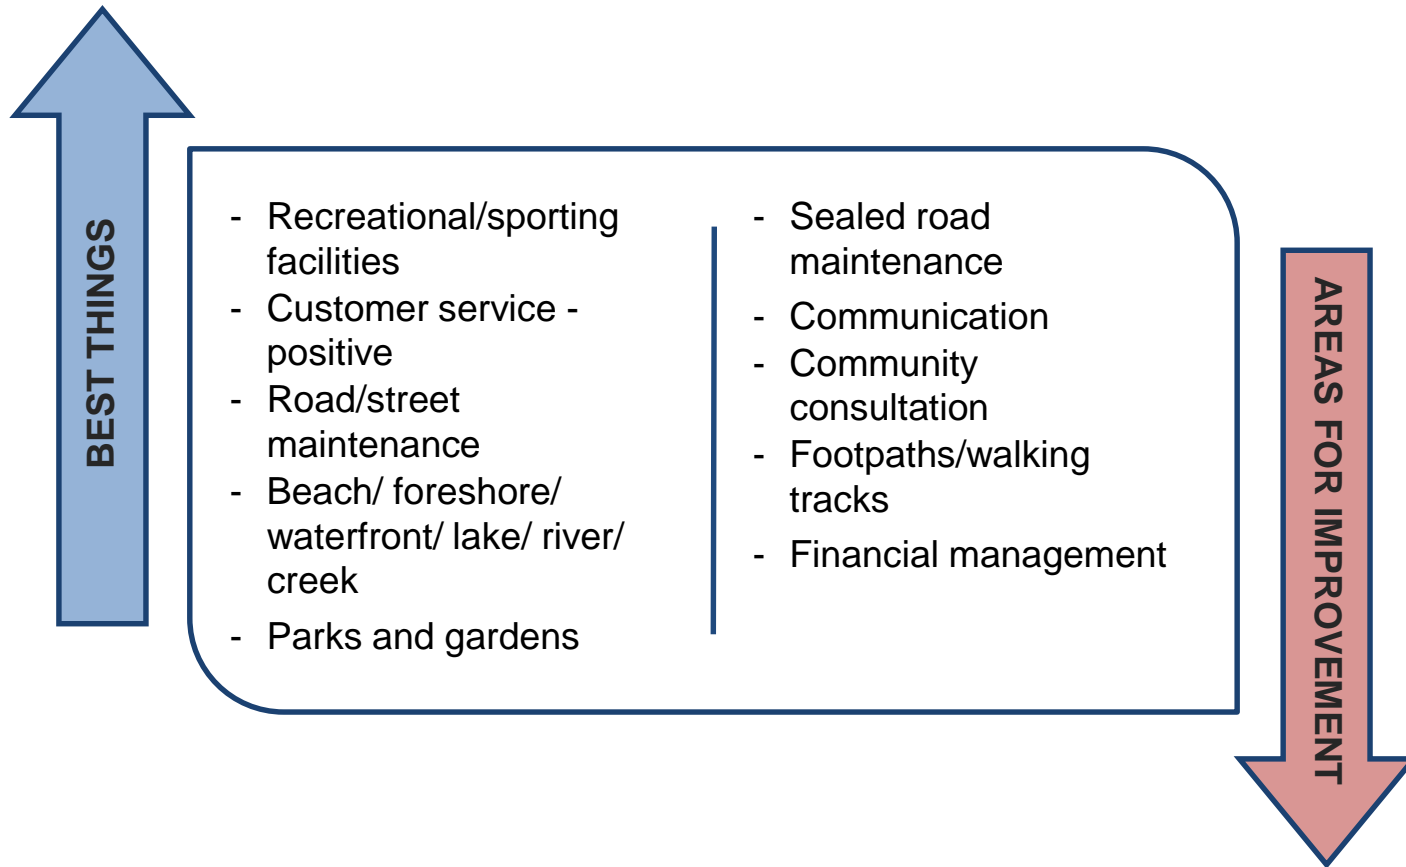 BEST THINGS
- Recreational/sporting
facilities
- Customer service -
positive
- Road/street
maintenance
- Beach/ foreshore/
waterfront/ lake/ river/
creek
- Parks and gardens
- Sealed road
maintenance
- Communication
- Community
consultation
- Footpaths/walking
tracks
- Financial management
AREAS FOR IMPROVEMENT